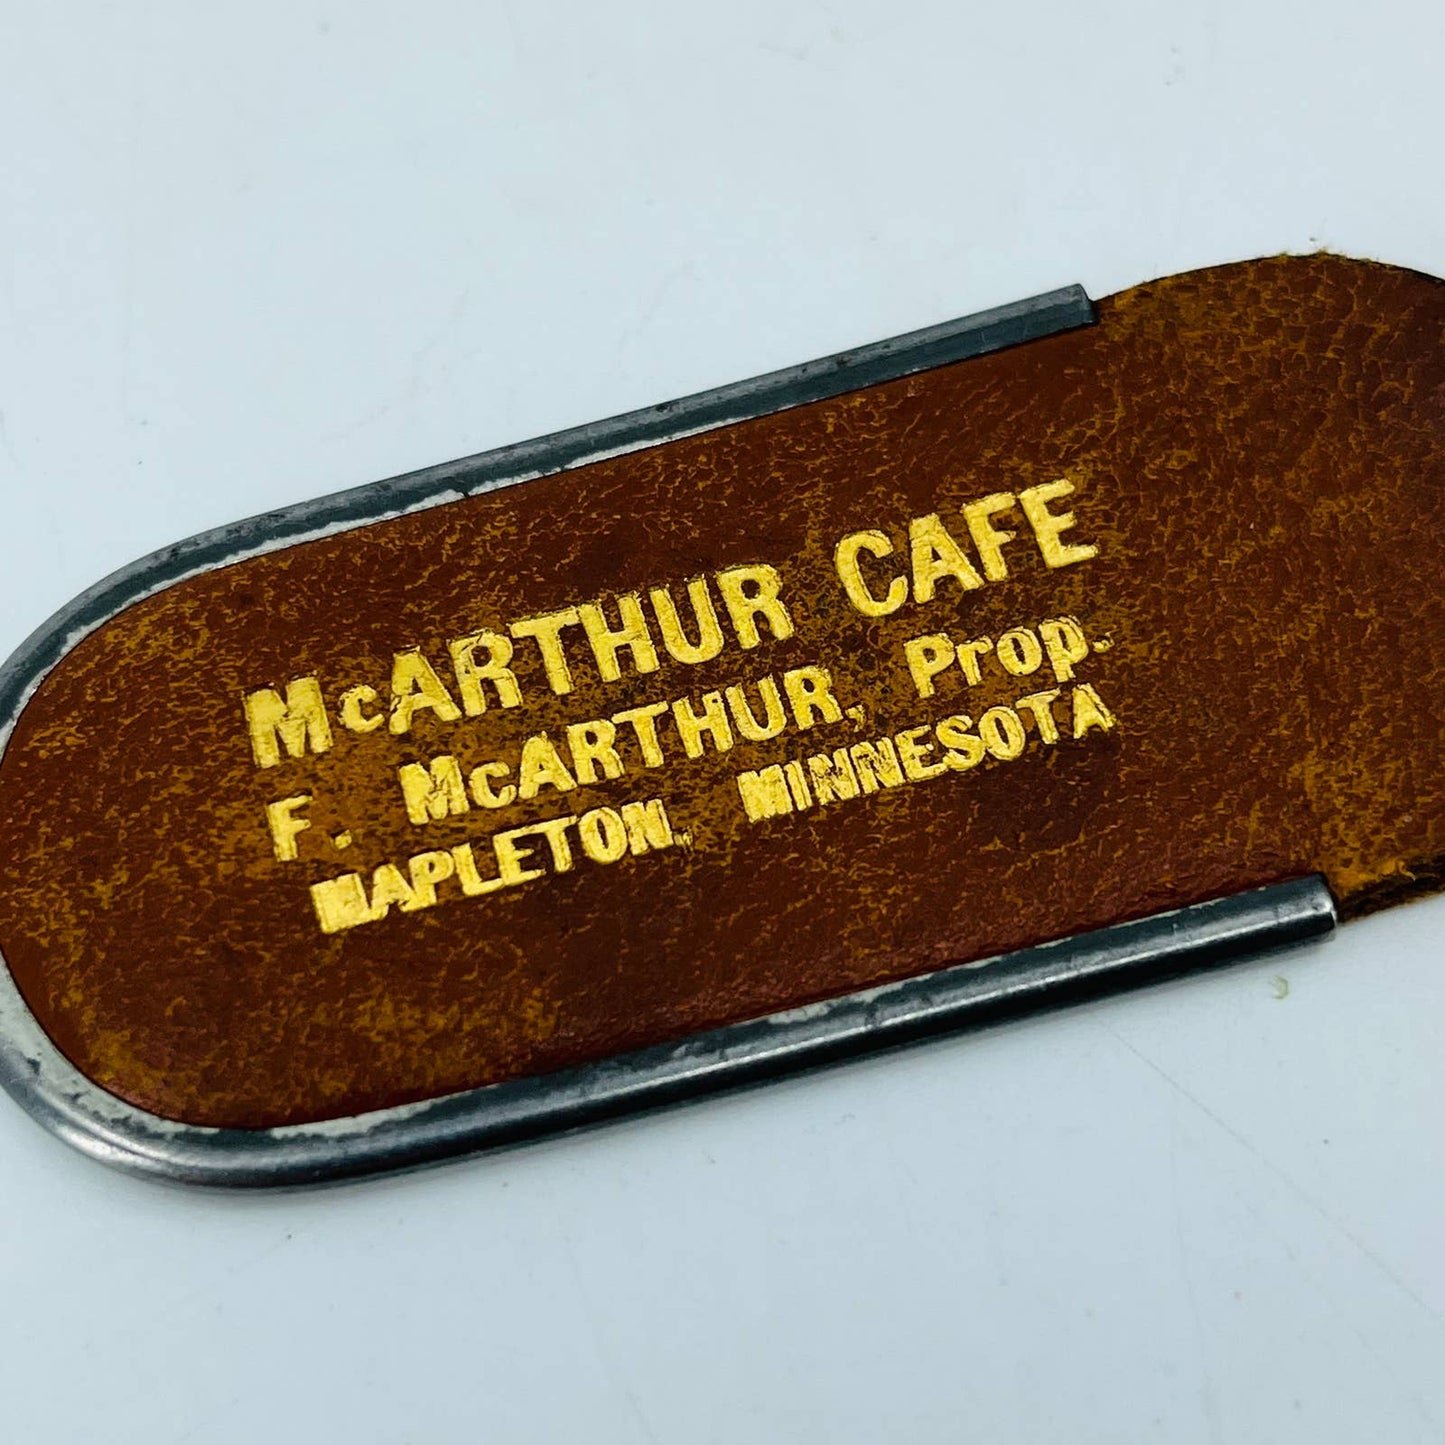 McARTHUR CAFE
F. McARTHUR, Prop.
MAPLETON, MINNESOTA